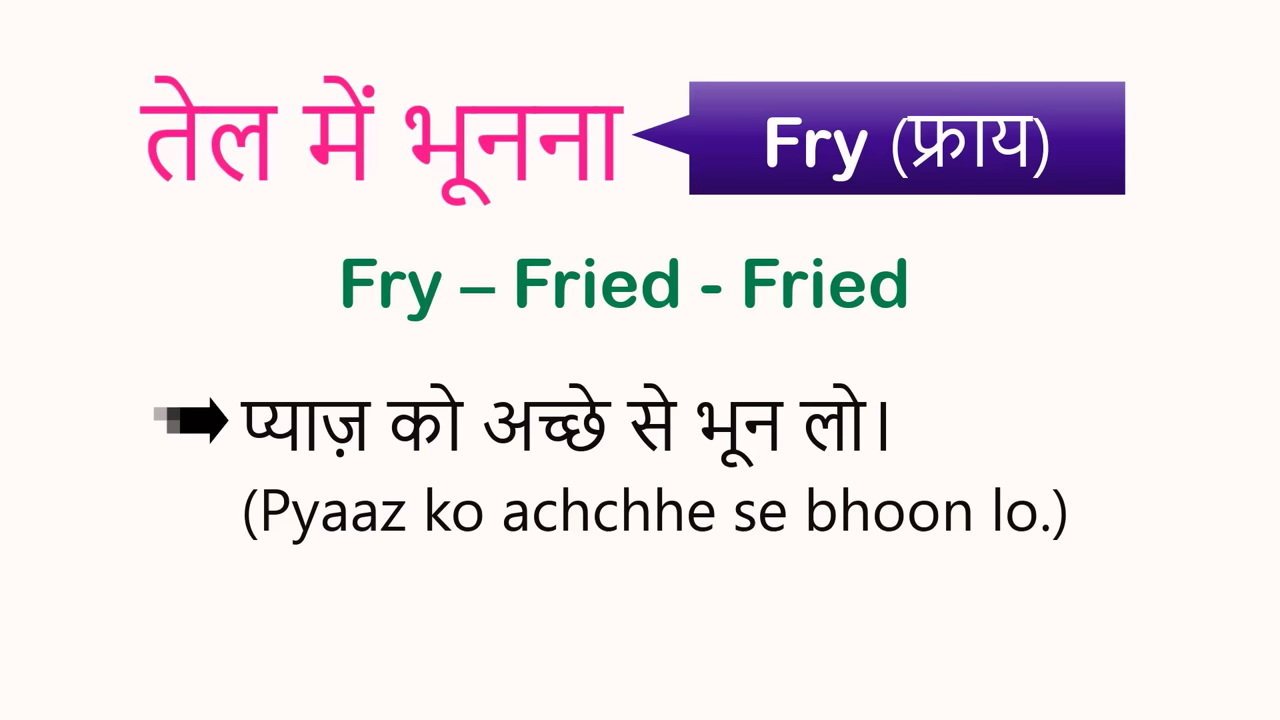 तेल में भूनना
Fry (फ्राय)
Fry – Fried - Fried
प्याज़ को अच्छे से भून लो।
(Pyaaz ko achchhe se bhoon lo.)